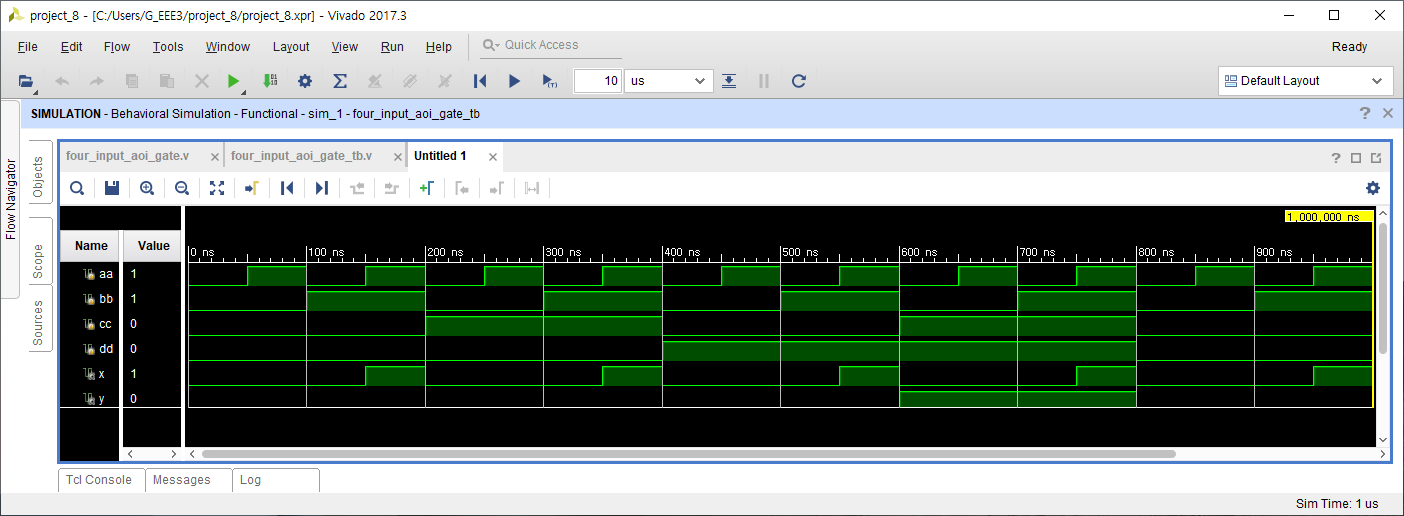 project_8 - [C:/Users/G_EEE3/project_8/project_8.xpr] - Vivado 2017.3
File Edit Flow Tools Window Layout View Run Help Quick Access Ready
10 us Default Layout
SIMULATION - Behavioral Simulation - Functional - sim_1 - four_input_aoi_gate_tb
Flow Navigator
Objects
Scope
Sources
four_input_aoi_gate.v four_input_aoi_gate_tb.v Untitled 1
1,000,000 ns
Name Value 0 ns 100 ns 200 ns 300 ns 400 ns 500 ns 600 ns 700 ns 800 ns 900 ns
aa 1
bb 1
cc 0
dd 0
x 1
y 0
Tcl Console Messages Log
Sim Time: 1 us